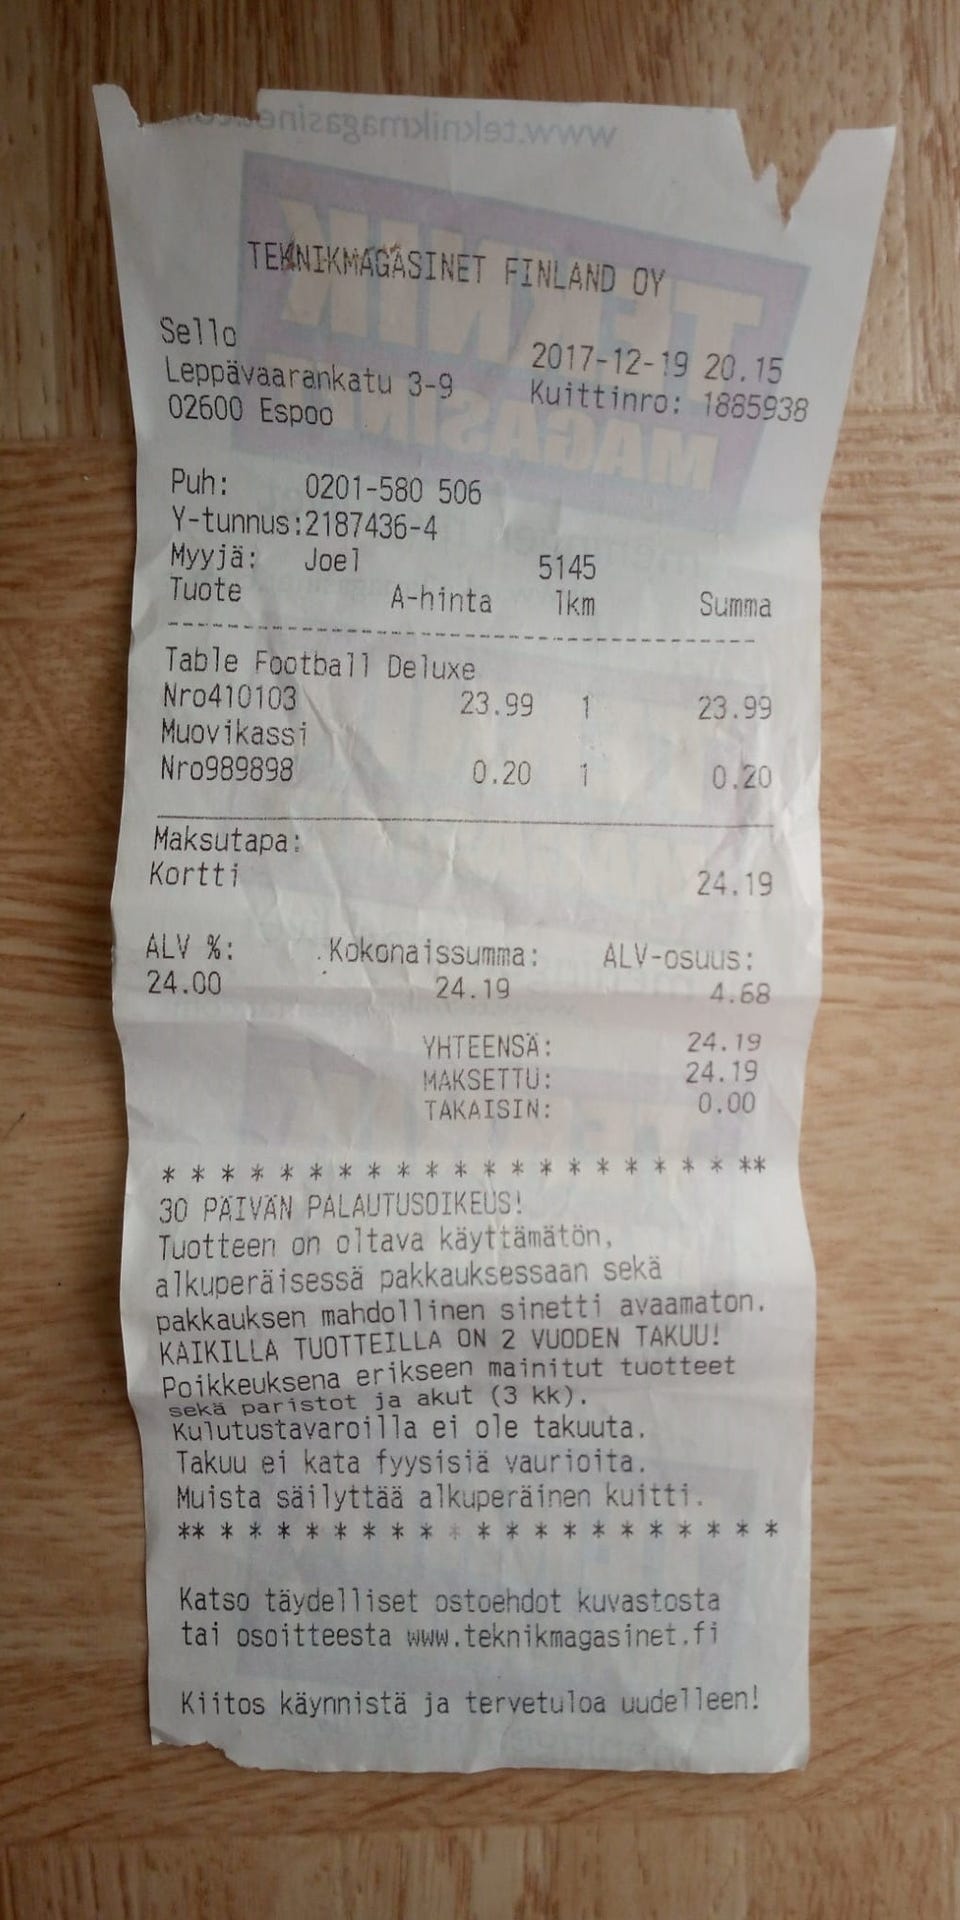 www.teknikmagasinet.com
TEKNIK
MAGASINET
TEKNIKMAGASINET FINLAND OY
Sello
2017-12-19 20.15
Leppävaarankatu 3-9
Kuittinro: 1885938
02600 Espoo
Puh: 0201-580 506
Y-tunnus:2187436-4
Myyjä: Joel 5145
Tuote A-hinta lkm Summa
Table Football Deluxe
Nro410103 23.99 1 23.99
Muovikassi
Nro989898 0.20 1 0.20
Maksutapa:
Kortti 24.19
ALV %: Kokonaissumma: ALV-osuus:
24.00 24.19 4.68
YHTEENSÄ: 24.19
MAKSETTU: 24.19
TAKAISIN: 0.00
* * * * * * * * * * * * * * * * * * * * **
30 PÄIVÄN PALAUTUSOIKEUS!
Tuotteen on oltava käyttämätön,
alkuperäisessä pakkauksessaan sekä
pakkauksen mahdollinen sinetti avaamaton.
KAIKILLA TUOTTEILLA ON 2 VUODEN TAKUU!
Poikkeuksena erikseen mainitut tuotteet
sekä paristot ja akut (3 kk).
Kulutustavaroilla ei ole takuuta.
Takuu ei kata fyysisiä vaurioita.
Muista säilyttää alkuperäinen kuitti.
** * * * * * * * * * * * * * * * * * * * *
Katso täydelliset ostoehdot kuvastosta
tai osoitteesta www.teknikmagasinet.fi
Kiitos käynnistä ja tervetuloa uudelleen!